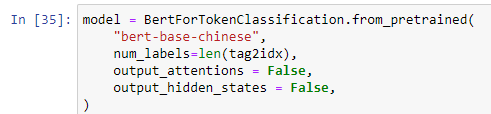 In [35]: model = BertForTokenClassification.from_pretrained(
    "bert-base-chinese",
    num_labels=len(tag2idx),
    output_attentions = False,
    output_hidden_states = False,
)